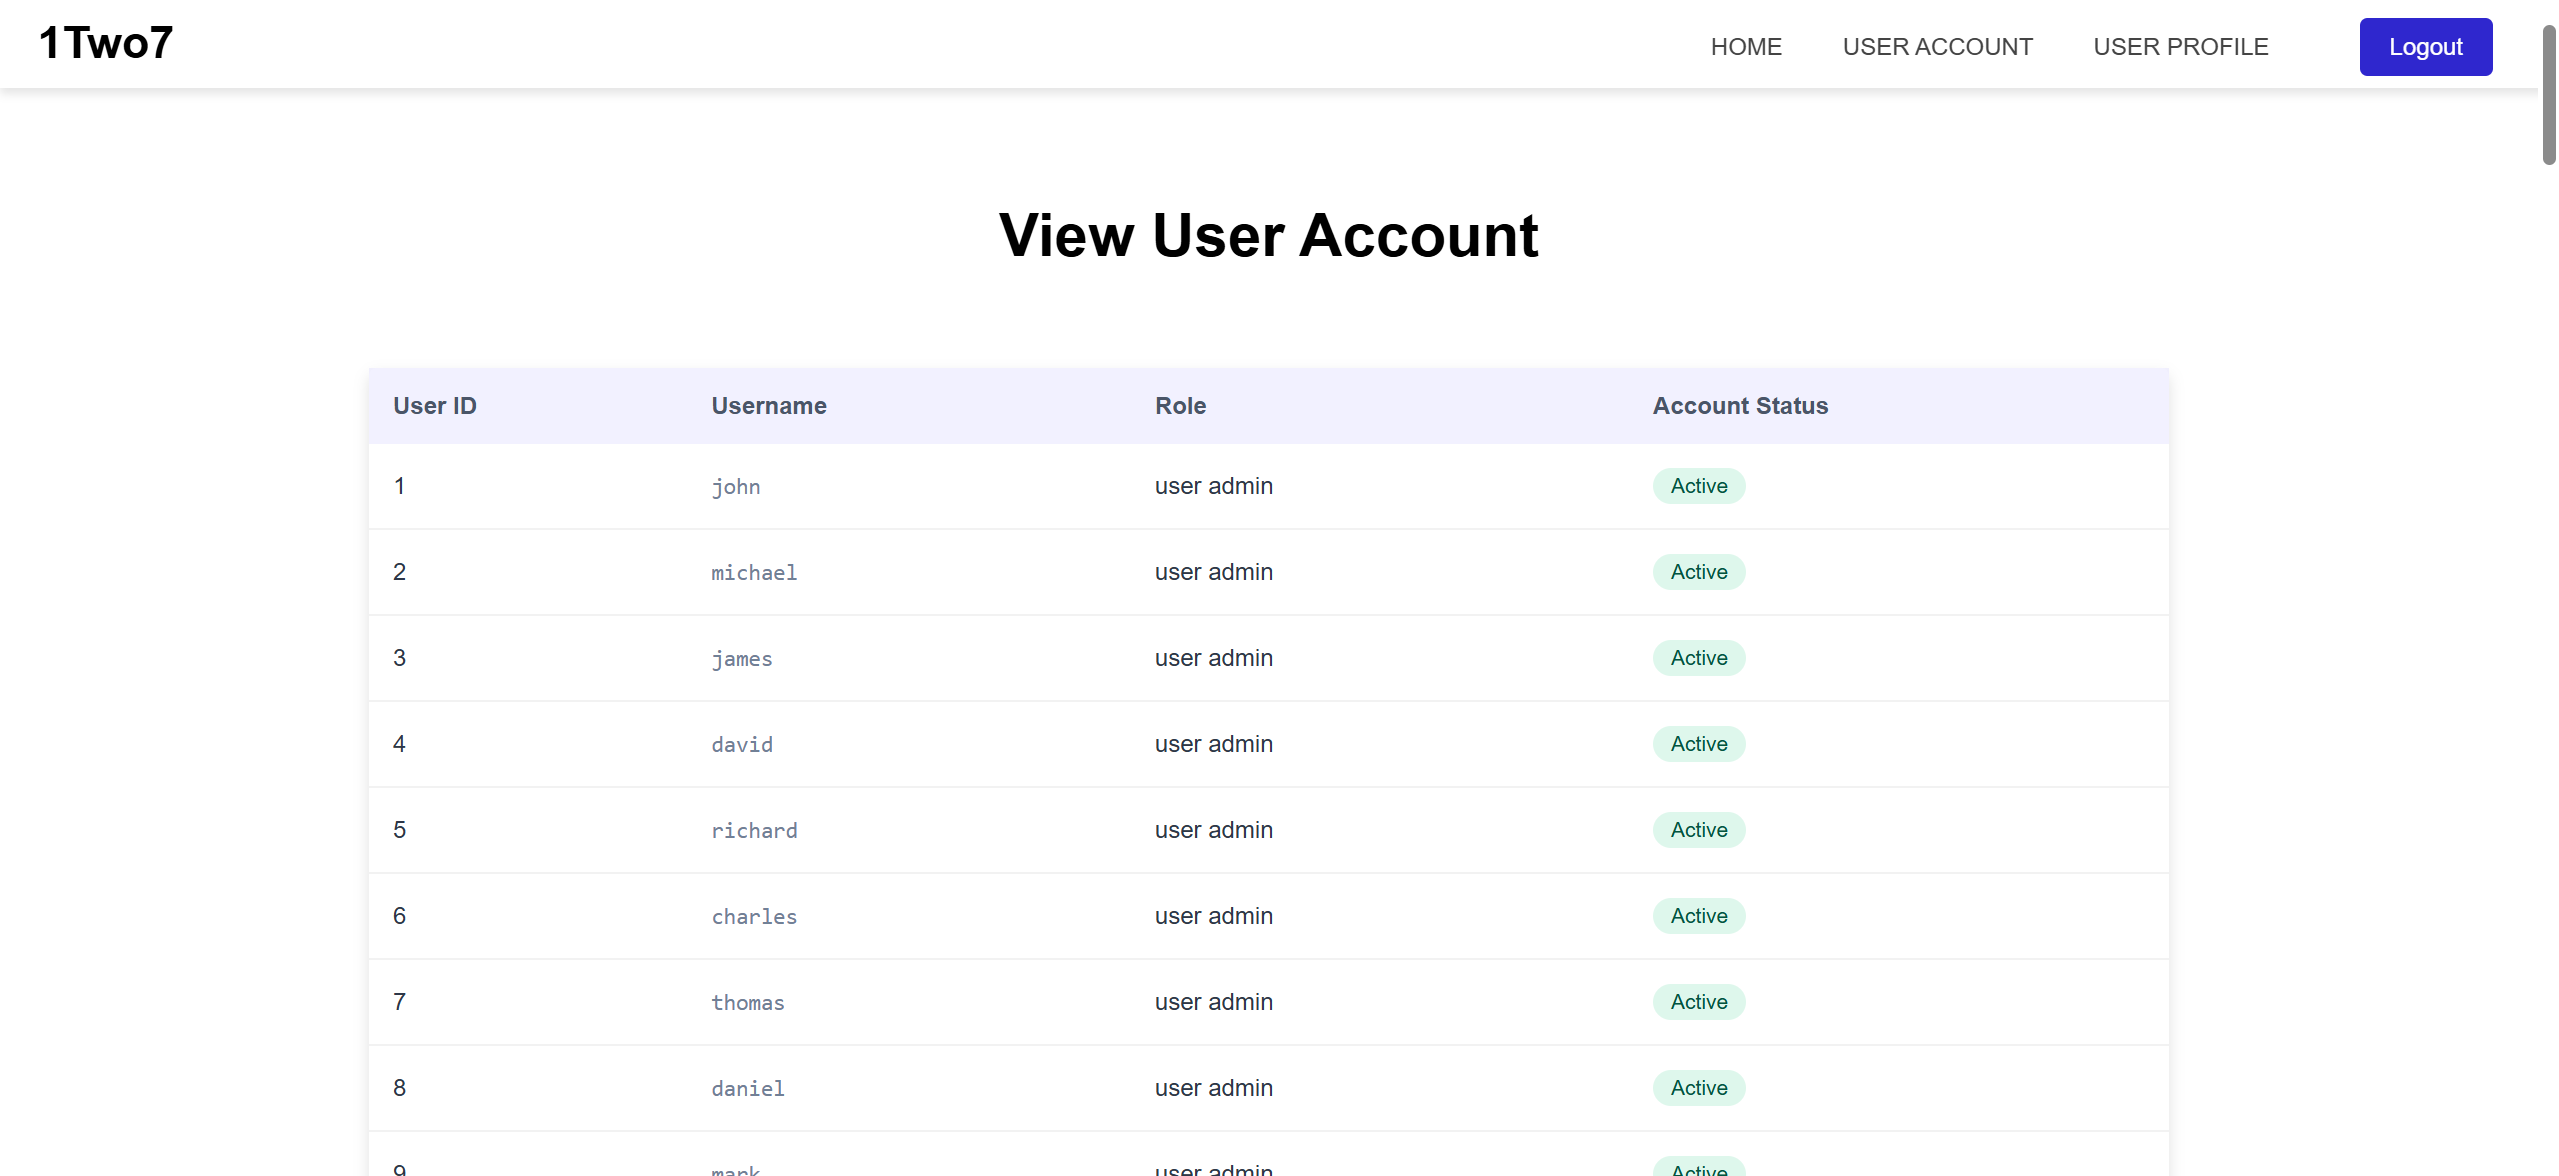 1Two7 HOME USER ACCOUNT USER PROFILE Logout
View User Account
User ID Username Role Account Status
1 john user admin Active
2 michael user admin Active
3 james user admin Active
4 david user admin Active
5 richard user admin Active
6 charles user admin Active
7 thomas user admin Active
8 daniel user admin Active
9 mark user admin Active